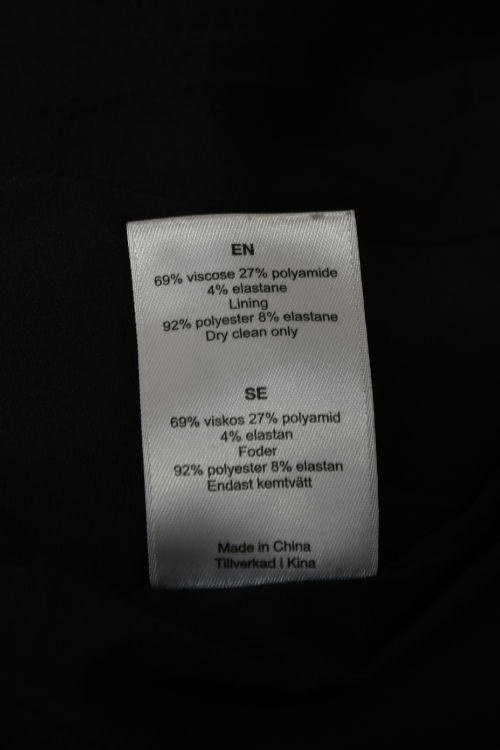 EN
69% viscose 27% polyamide
4% elastane
Lining
92% polyester 8% elastane
Dry clean only
SE
69% viskos 27% polyamid
4% elastan
Foder
92% polyester 8% elastan
Endast kemtvätt
Made in China
Tillverkad i Kina